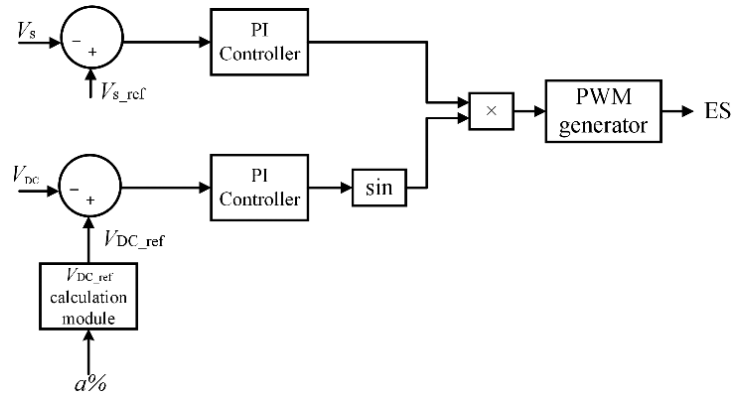 Vs
−
+
Vs_ref
PI
Controller
×
PWM
generator
ES
VDC
−
+
PI
Controller
sin
VDC_ref
VDC_ref
calculation
module
a%